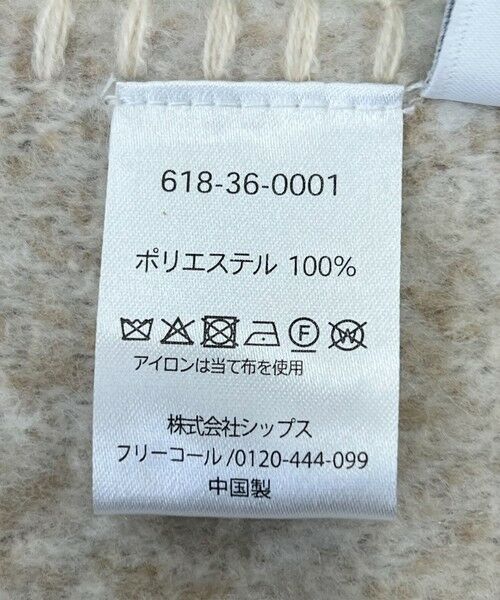 618-36-0001
ポリエステル 100%
F W
アイロンは当て布を使用
株式会社シップス
フリーコール/0120-444-099
中国製